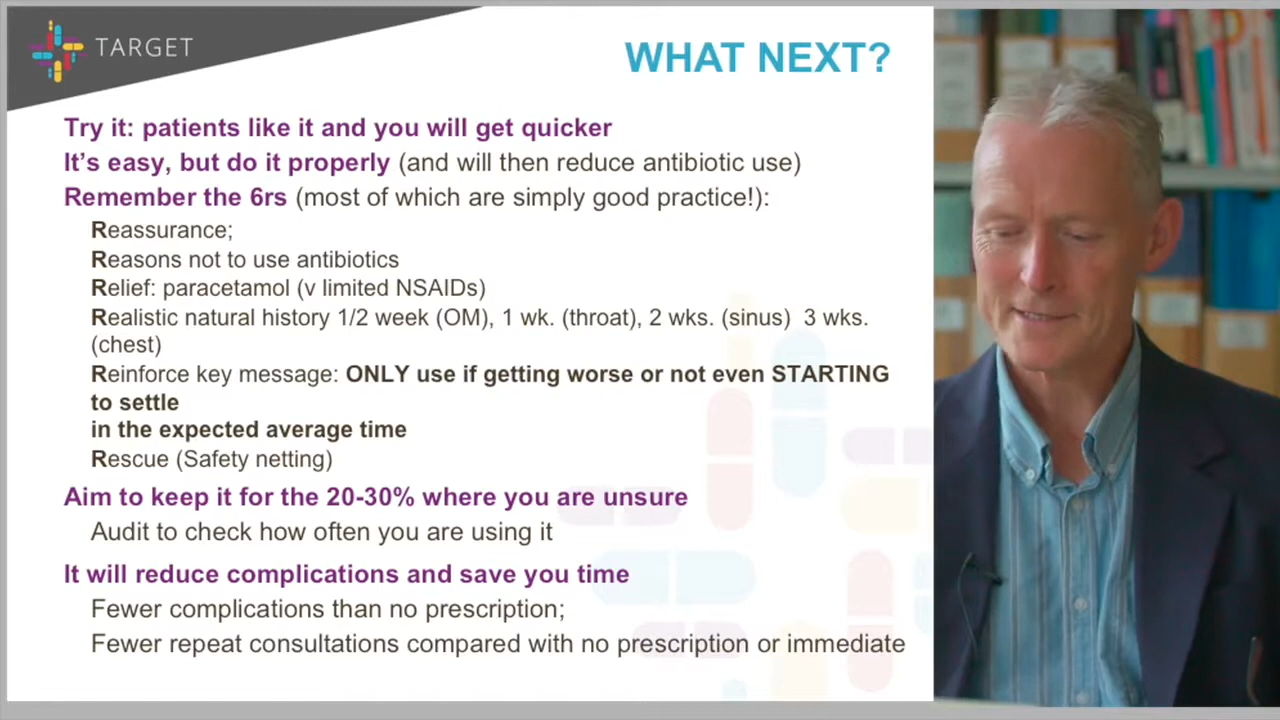 TARGET
WHAT NEXT?
Try it: patients like it and you will get quicker
It's easy, but do it properly (and will then reduce antibiotic use)
Remember the 6rs (most of which are simply good practice!):
Reassurance;
Reasons not to use antibiotics
Relief: paracetamol (v limited NSAIDs)
Realistic natural history 1/2 week (OM), 1 wk. (throat), 2 wks. (sinus) 3 wks.
(chest)
Reinforce key message: ONLY use if getting worse or not even STARTING
to settle
in the expected average time
Rescue (Safety netting)
Aim to keep it for the 20-30% where you are unsure
Audit to check how often you are using it
It will reduce complications and save you time
Fewer complications than no prescription;
Fewer repeat consultations compared with no prescription or immediate